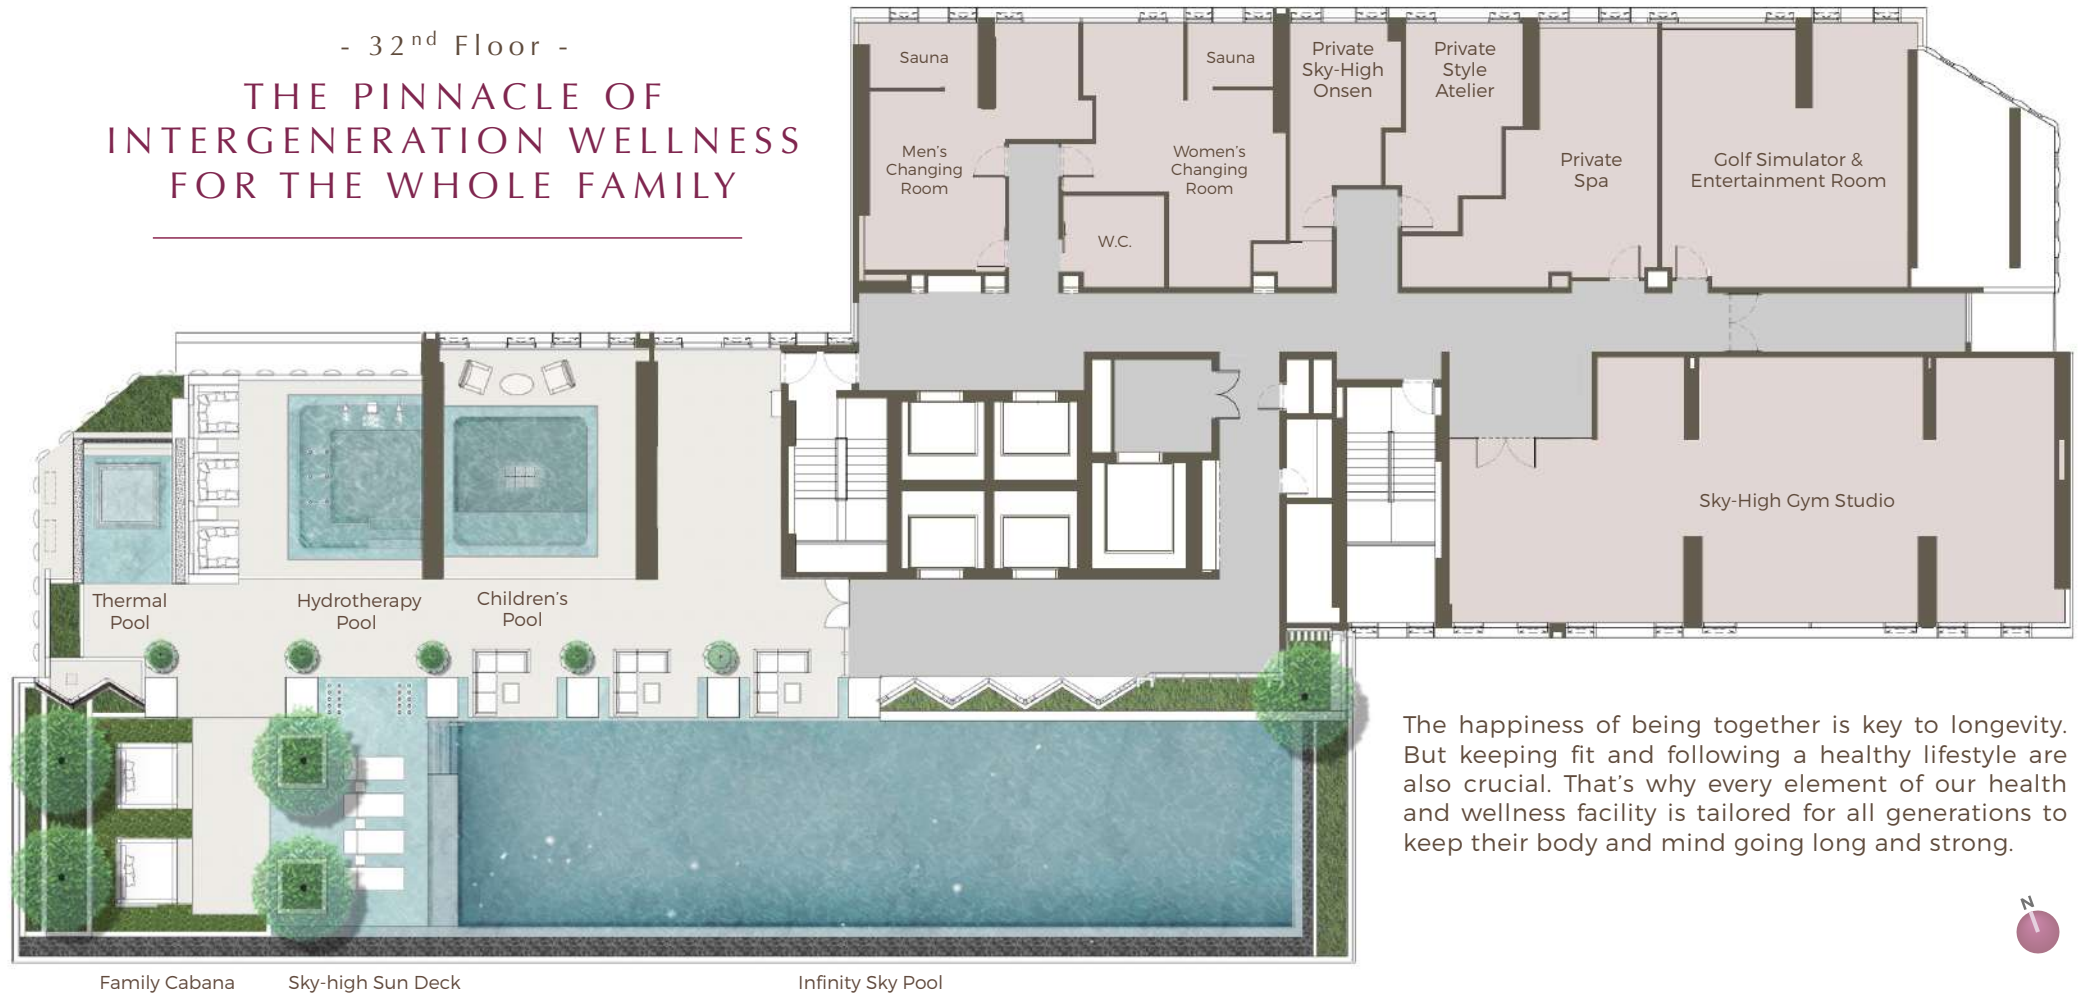 - 32nd Floor -
THE PINNACLE OF
INTERGENERATION WELLNESS
FOR THE WHOLE FAMILY
Sauna
Sauna
Private
Sky-High
Onsen
Private
Style
Atelier
Men's
Changing
Room
Women's
Changing
Room
Private
Spa
Golf Simulator &
Entertainment Room
W.C.
Sky-High Gym Studio
Thermal
Pool
Hydrotherapy
Pool
Children's
Pool
The happiness of being together is key to longevity.
But keeping fit and following a healthy lifestyle are
also crucial. That's why every element of our health
and wellness facility is tailored for all generations to
keep their body and mind going long and strong.
N
Family Cabana
Sky-high Sun Deck
Infinity Sky Pool